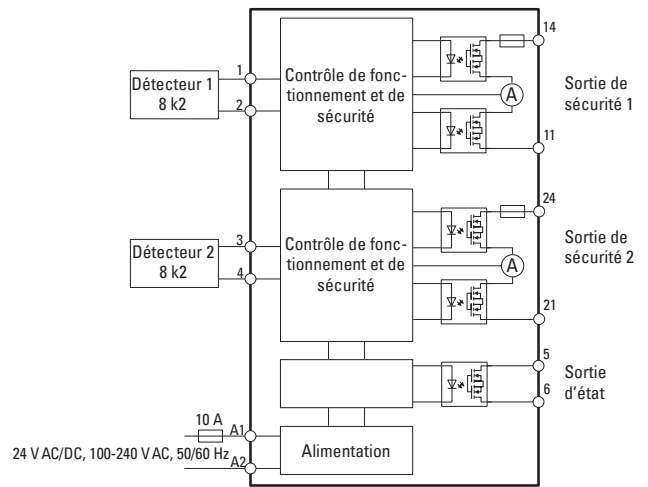 14
1
Détecteur 1
8 k2
2
Contrôle de fonc-
tionnement et de
sécurité
A
Sortie de
sécurité 1
11
24
3
Détecteur 2
8 k2
4
Contrôle de fonc-
tionnement et de
sécurité
A
Sortie de
sécurité 2
21
5
Sortie
d'état
6
10 A
A1
24 V AC/DC, 100-240 V AC, 50/60 Hz
A2
Alimentation